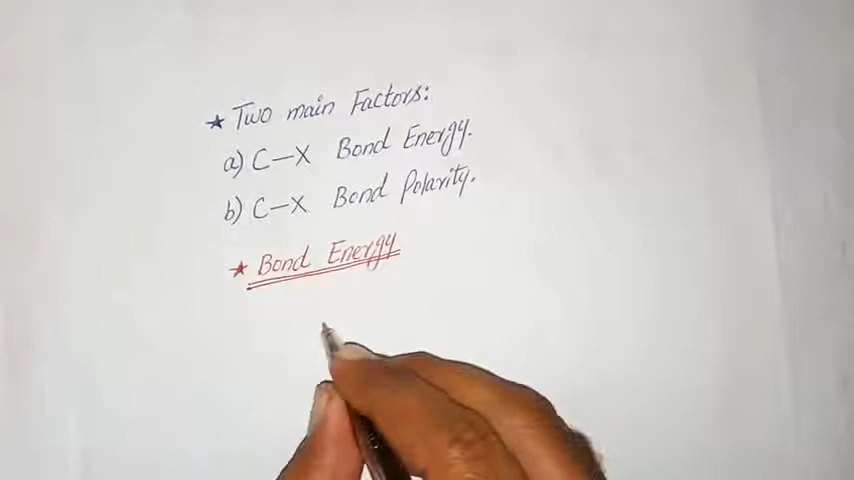 ★ Two main Factors:
a) C–X Bond Energy.
b) C–X Bond Polarity.
★ Bond Energy